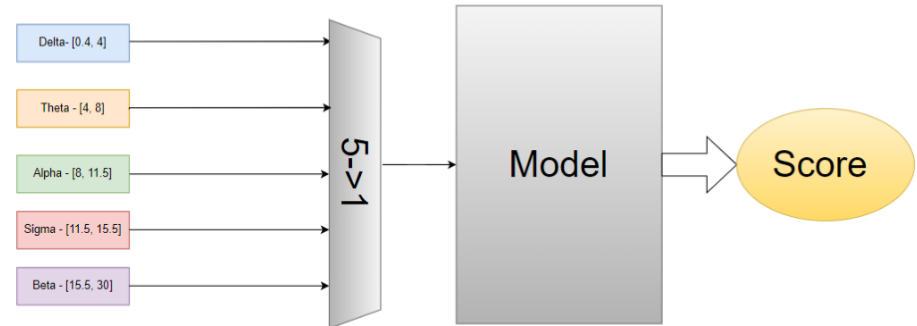 Delta- [0.4, 4]
Theta - [4, 8]
Alpha - [8, 11.5]
Sigma - [11.5, 15.5]
Beta - [15.5, 30]
5->1
Model
Score